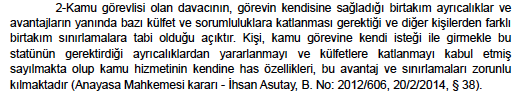 2-Kamu görevlisi olan davacının, görevin kendisine sağladığı birtakım ayrıcalıklar ve
avantajların yanında bazı külfet ve sorumluluklara katlanması gerektiği ve diğer kişilerden farklı
birtakım sınırlamalara tabi olduğu açıktır. Kişi, kamu görevine kendi isteği ile girmekle bu
statünün gerektirdiği ayrıcalıklardan yararlanmayı ve külfetlere katlanmayı kabul etmiş
sayılmakta olup kamu hizmetinin kendine has özellikleri, bu avantaj ve sınırlamaları zorunlu
kılmaktadır (Anayasa Mahkemesi kararı - İhsan Asutay, B. No: 2012/606, 20/2/2014, § 38).